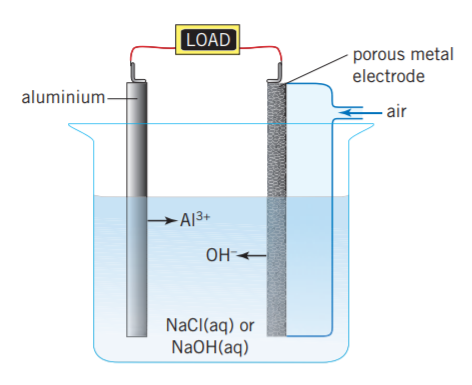 LOAD
porous metal
electrode
aluminium
air
Al³⁺
OH⁻
NaCl(aq) or
NaOH(aq)